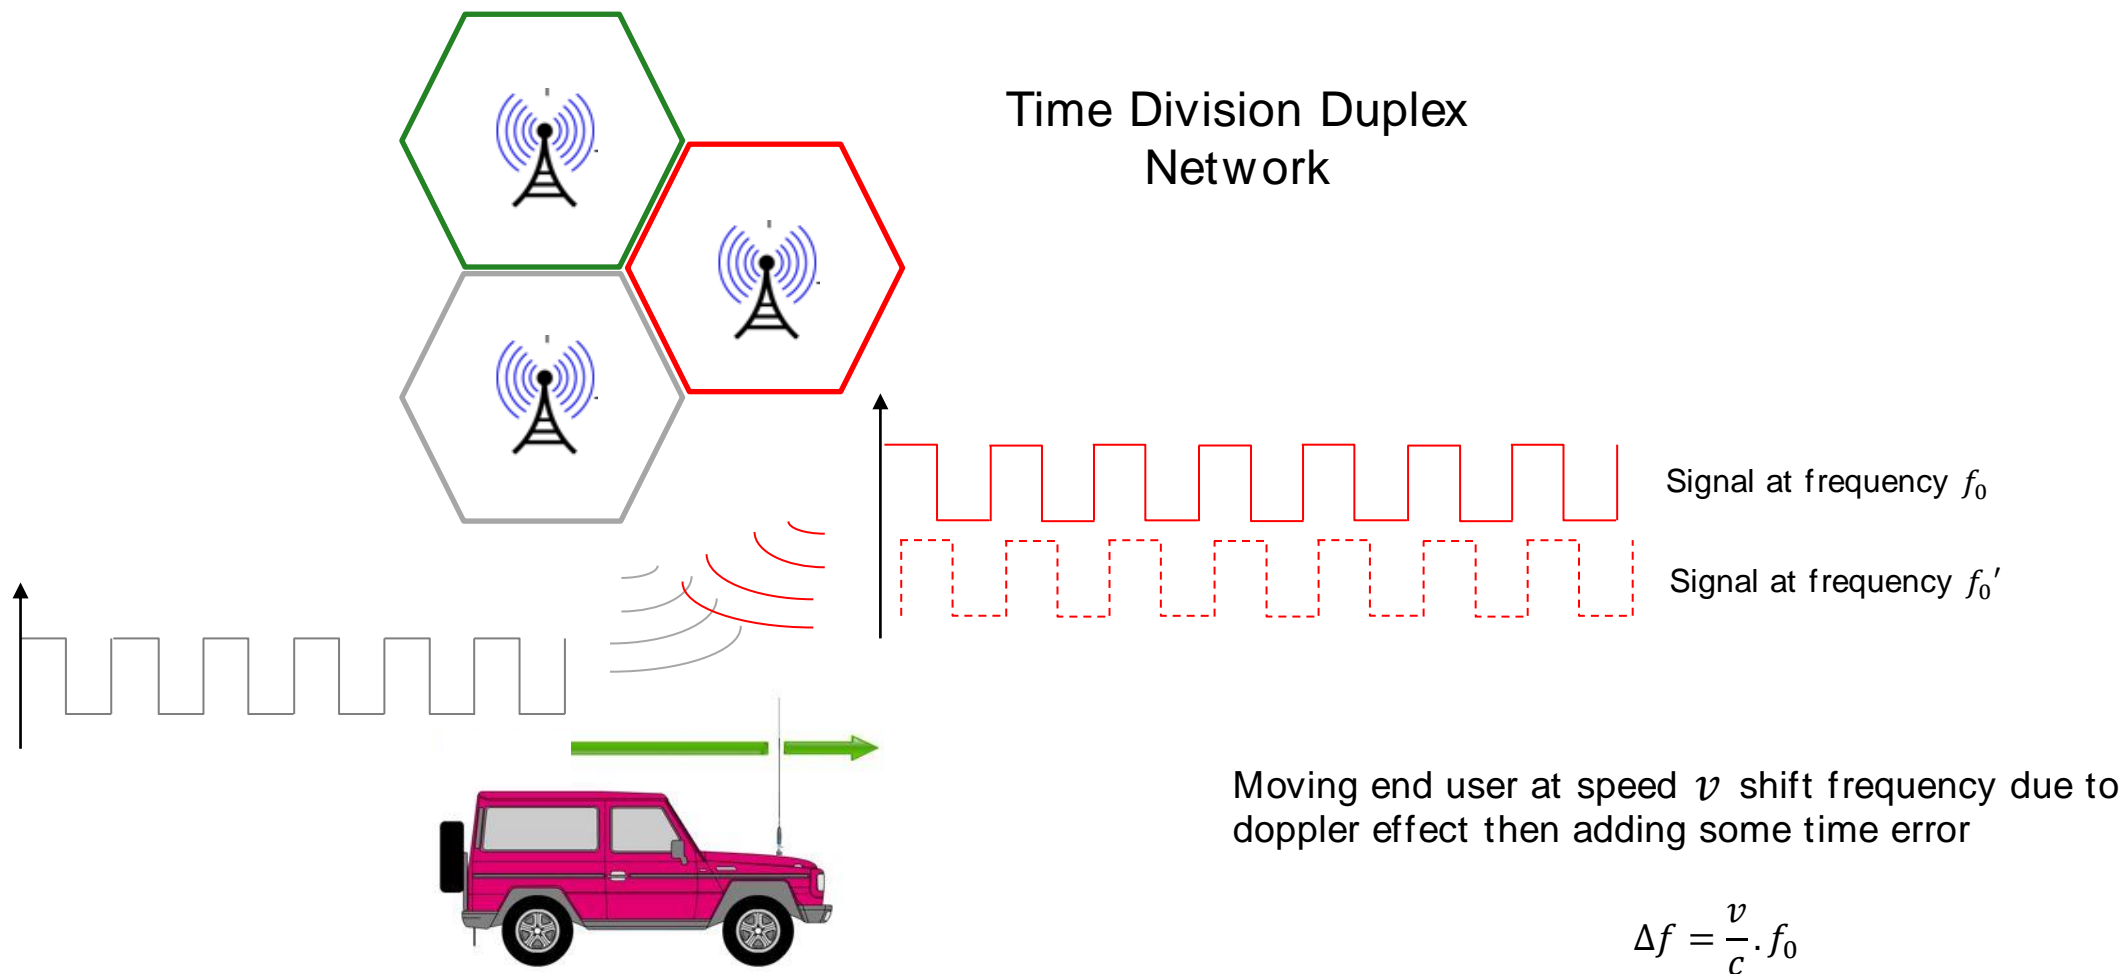 Time Division Duplex
Network
Signal at frequency f₀
Signal at frequency f₀′
Moving end user at speed v shift frequency due to
doppler effect then adding some time error
Δf = v/c . f₀